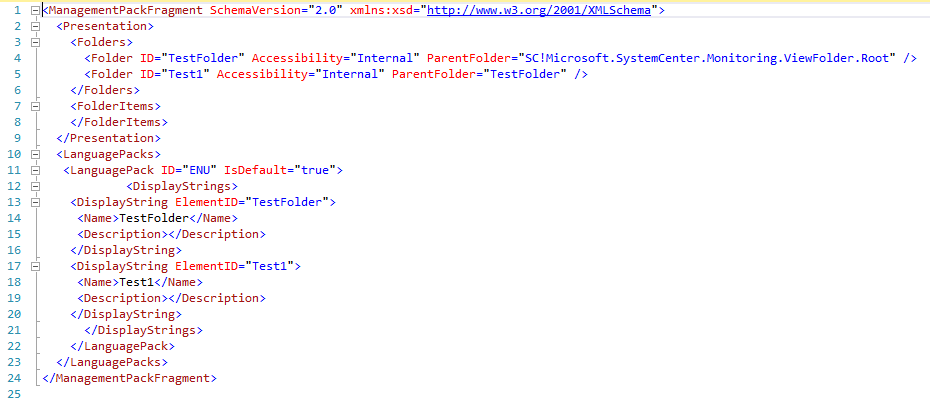 1 <ManagementPackFragment SchemaVersion="2.0" xmlns:xsd="http://www.w3.org/2001/XMLSchema">
2 <Presentation>
3 <Folders>
4 <Folder ID="TestFolder" Accessibility="Internal" ParentFolder="SC!Microsoft.SystemCenter.Monitoring.ViewFolder.Root" />
5 <Folder ID="Test1" Accessibility="Internal" ParentFolder="TestFolder" />
6 </Folders>
7 <FolderItems>
8 </FolderItems>
9 </Presentation>
10 <LanguagePacks>
11 <LanguagePack ID="ENU" IsDefault="true">
12 <DisplayStrings>
13 <DisplayString ElementID="TestFolder">
14 <Name>TestFolder</Name>
15 <Description></Description>
16 </DisplayString>
17 <DisplayString ElementID="Test1">
18 <Name>Test1</Name>
19 <Description></Description>
20 </DisplayString>
21 </DisplayStrings>
22 </LanguagePack>
23 </LanguagePacks>
24 </ManagementPackFragment>
25